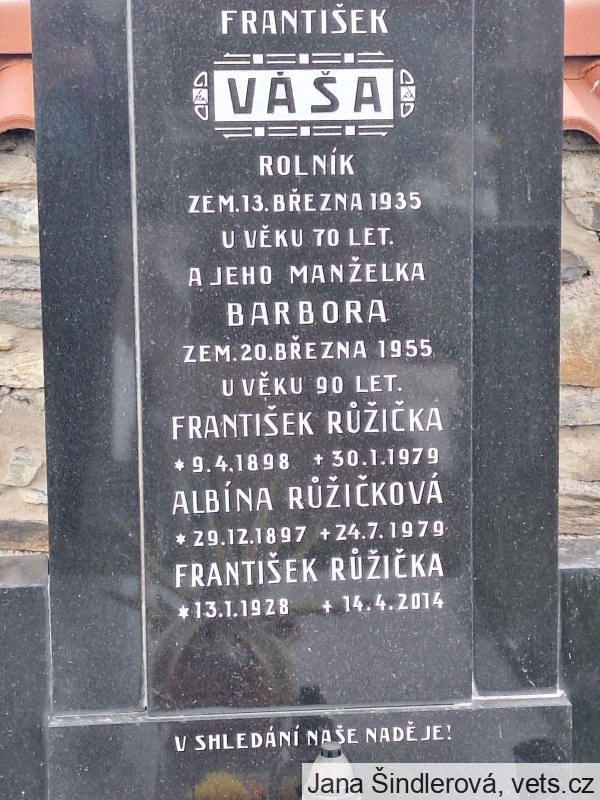 FRANTIŠEK
VÁŠA
ROLNÍK
ZEM.13.BŘEZNA 1935
U VĚKU 70 LET.
A JEHO MANŽELKA
BARBORA
ZEM.20.BŘEZNA 1955
U VĚKU 90 LET.
FRANTIŠEK RŮŽIČKA
* 9.4.1898 + 30.1.1979
ALBÍNA RŮŽIČKOVÁ
* 29.12.1897 + 24.7.1979
FRANTIŠEK RŮŽIČKA
* 13.1.1928 + 14.4.2014
V SHLEDÁNÍ NAŠE NADĚJE!
Jana Šindlerová, vets.cz